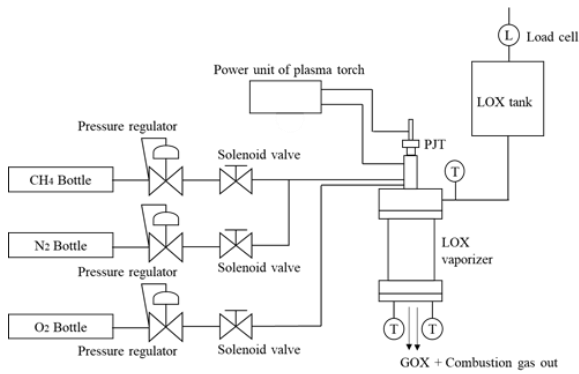 L
Load cell
Power unit of plasma torch
LOX tank
Pressure regulator
PJT
Solenoid valve
T
CH4 Bottle
N2 Bottle
LOX
vaporizer
Pressure regulator
Solenoid valve
O2 Bottle
T
T
Pressure regulator
Solenoid valve
GOX + Combustion gas out